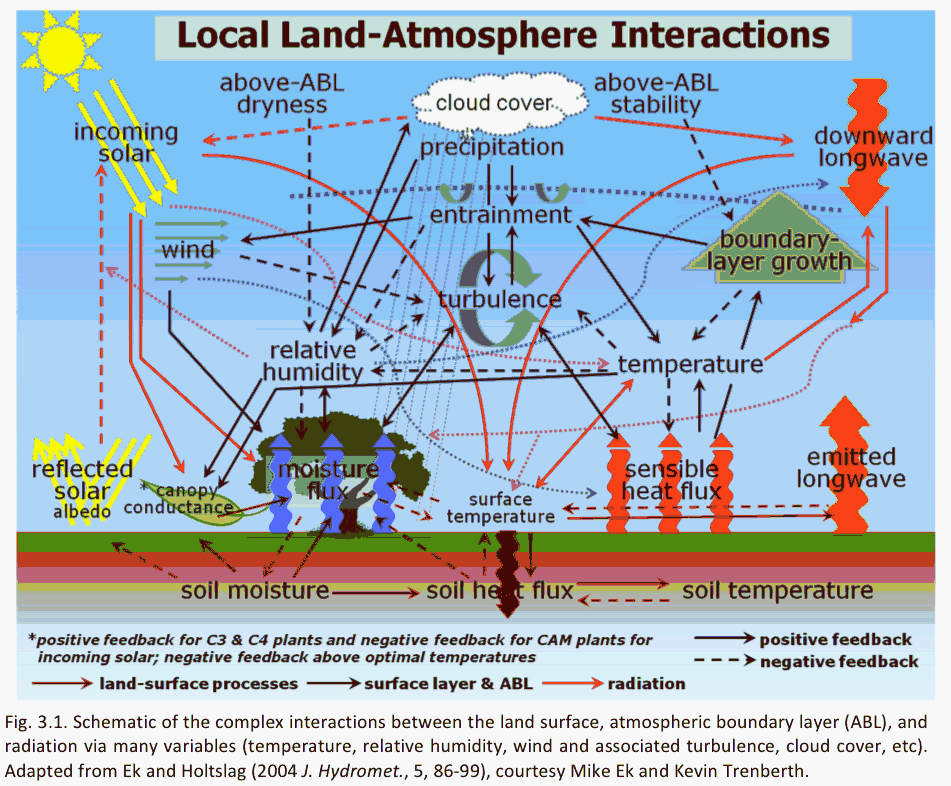 Local Land-Atmosphere Interactions
above-ABL
dryness
cloud cover
above-ABL
stability
incoming
solar
precipitation
downward
longwave
entrainment
wind
boundary-
layer growth
turbulence
relative
humidity
temperature
reflected
solar
albedo
* canopy
conductance
moisture
flux
surface
temperature
sensible
heat flux
emitted
longwave
soil moisture
soil heat flux
soil temperature
*positive feedback for C3 & C4 plants and negative feedback for CAM plants for
incoming solar; negative feedback above optimal temperatures
positive feedback
negative feedback
land-surface processes
surface layer & ABL
radiation
Fig. 3.1. Schematic of the complex interactions between the land surface, atmospheric boundary layer (ABL), and
radiation via many variables (temperature, relative humidity, wind and associated turbulence, cloud cover, etc).
Adapted from Ek and Holtslag (2004 J. Hydromet., 5, 86-99), courtesy Mike Ek and Kevin Trenberth.